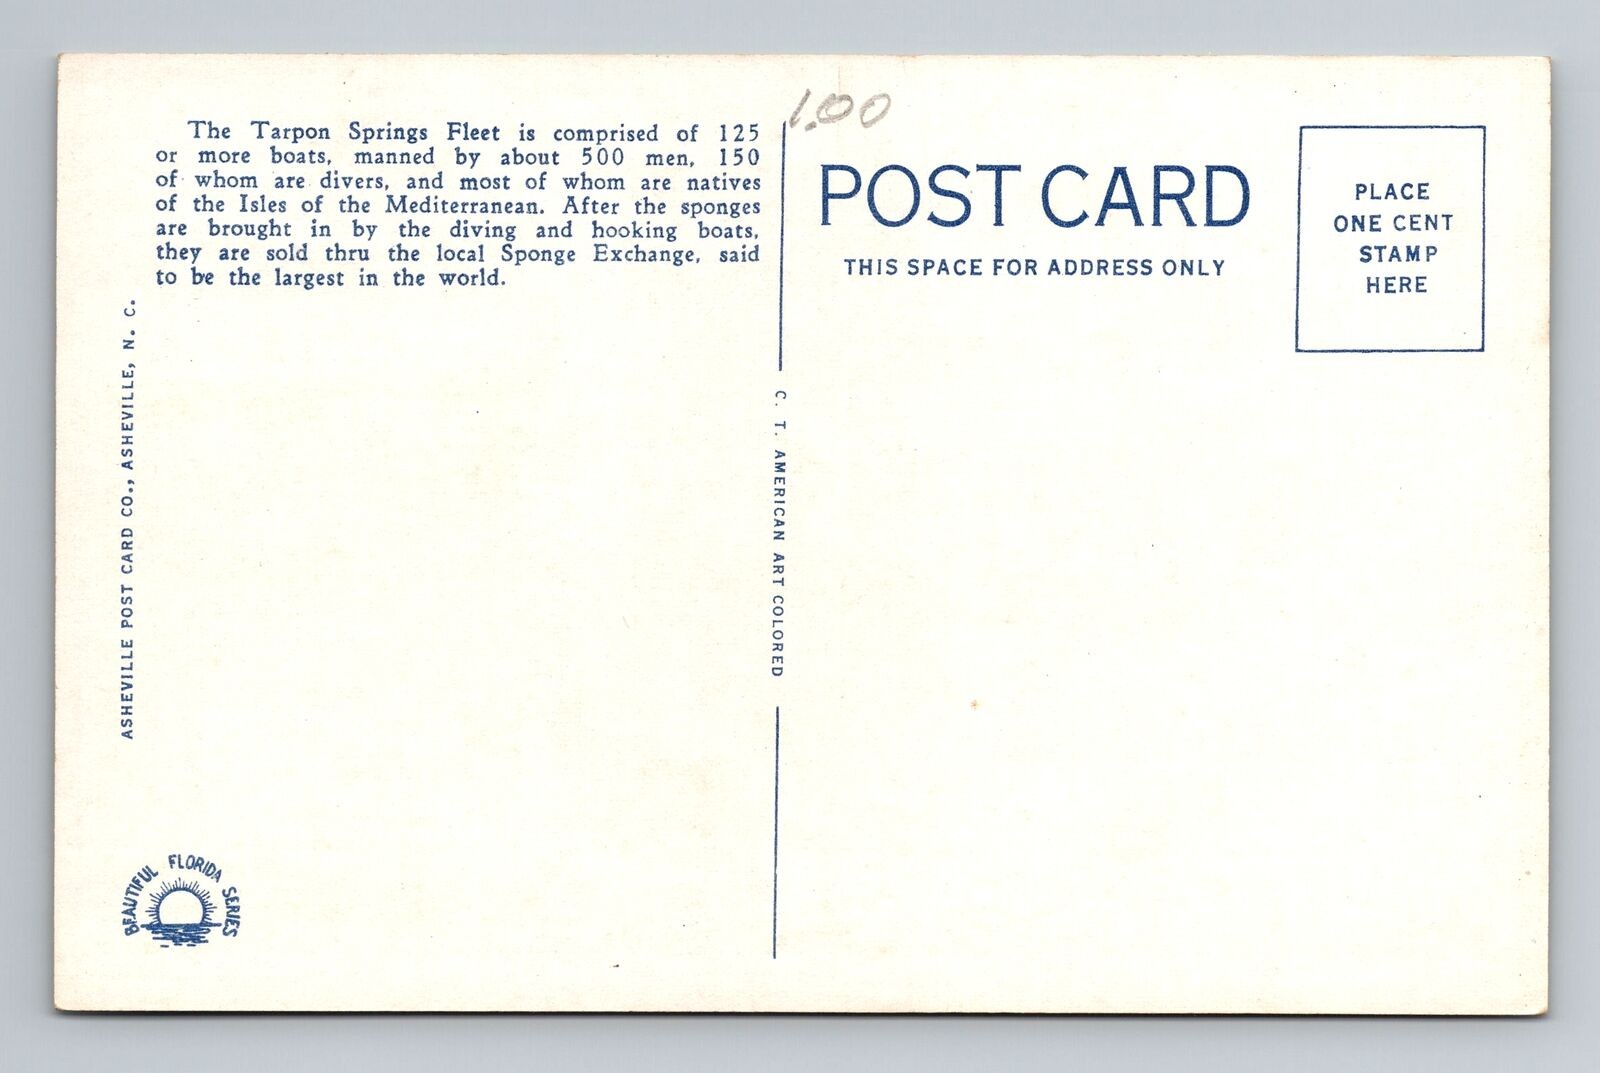 The Tarpon Springs Fleet is comprised of 125
or more boats, manned by about 500 men, 150
of whom are divers, and most of whom are natives
of the Isles of the Mediterranean. After the sponges
are brought in by the diving and hooking boats,
they are sold thru the local Sponge Exchange, said
to be the largest in the world.
ASHEVILLE POST CARD CO., ASHEVILLE, N. C.
BEAUTIFUL FLORIDA SERIES
C. T. AMERICAN ART COLORED
1.00
POST CARD
THIS SPACE FOR ADDRESS ONLY
PLACE
ONE CENT
STAMP
HERE